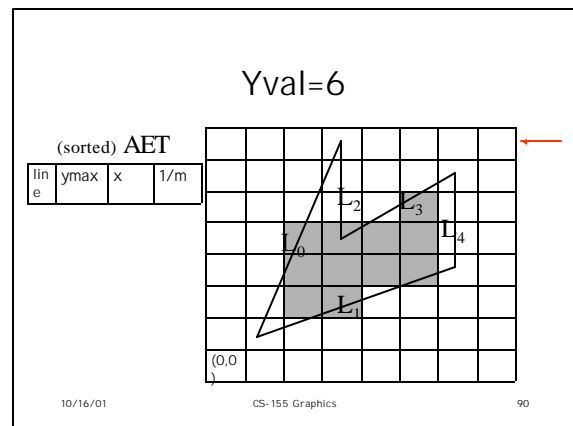 Yval=6
(sorted) AET
lin
e
ymax
x
1/m
L2
L3
L0
L4
L1
(0,0
)
10/16/01
CS-155 Graphics
90